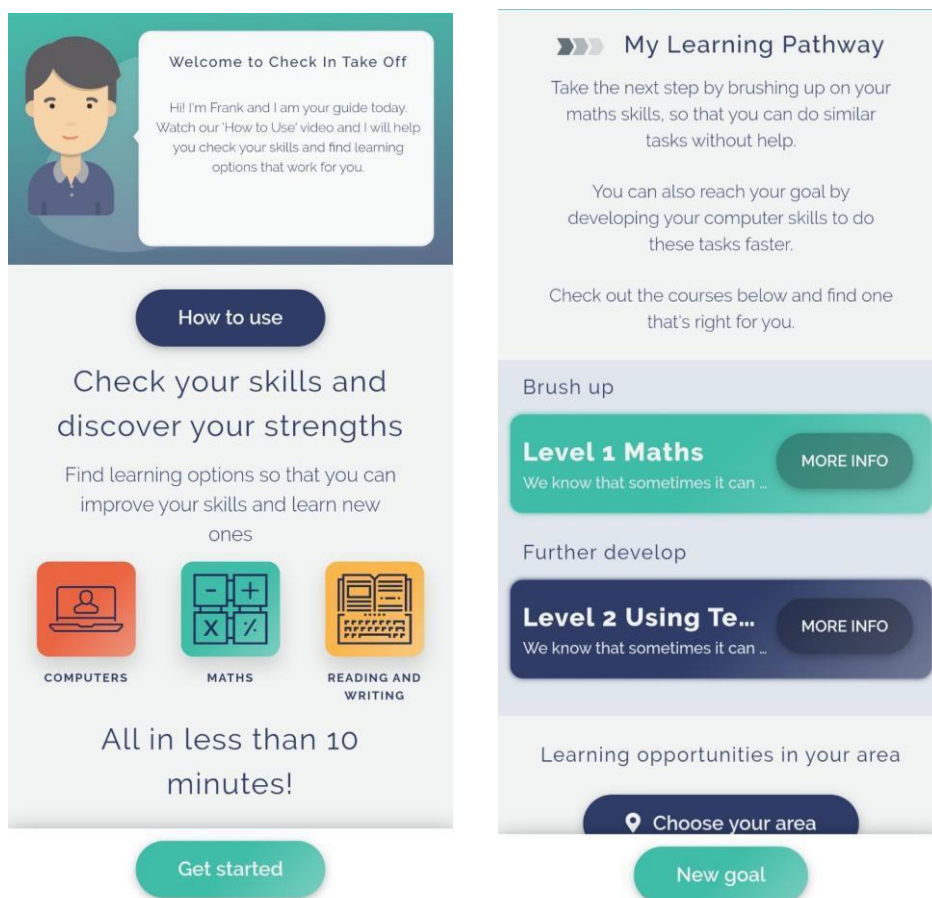 Welcome to Check In Take Off
Hi! I'm Frank and I am your guide today.
Watch our 'How to Use' video and I will help
you check your skills and find learning
options that work for you.
How to use
Check your skills and
discover your strengths
Find learning options so that you can
improve your skills and learn new
ones
COMPUTERS
MATHS
READING AND
WRITING
All in less than 10
minutes!
Get started
My Learning Pathway
Take the next step by brushing up on your
maths skills, so that you can do similar
tasks without help.
You can also reach your goal by
developing your computer skills to do
these tasks faster.
Check out the courses below and find one
that's right for you.
Brush up
Level 1 Maths
We know that sometimes it can ...
MORE INFO
Further develop
Level 2 Using Te...
We know that sometimes it can ...
MORE INFO
Learning opportunities in your area
Choose your area
New goal